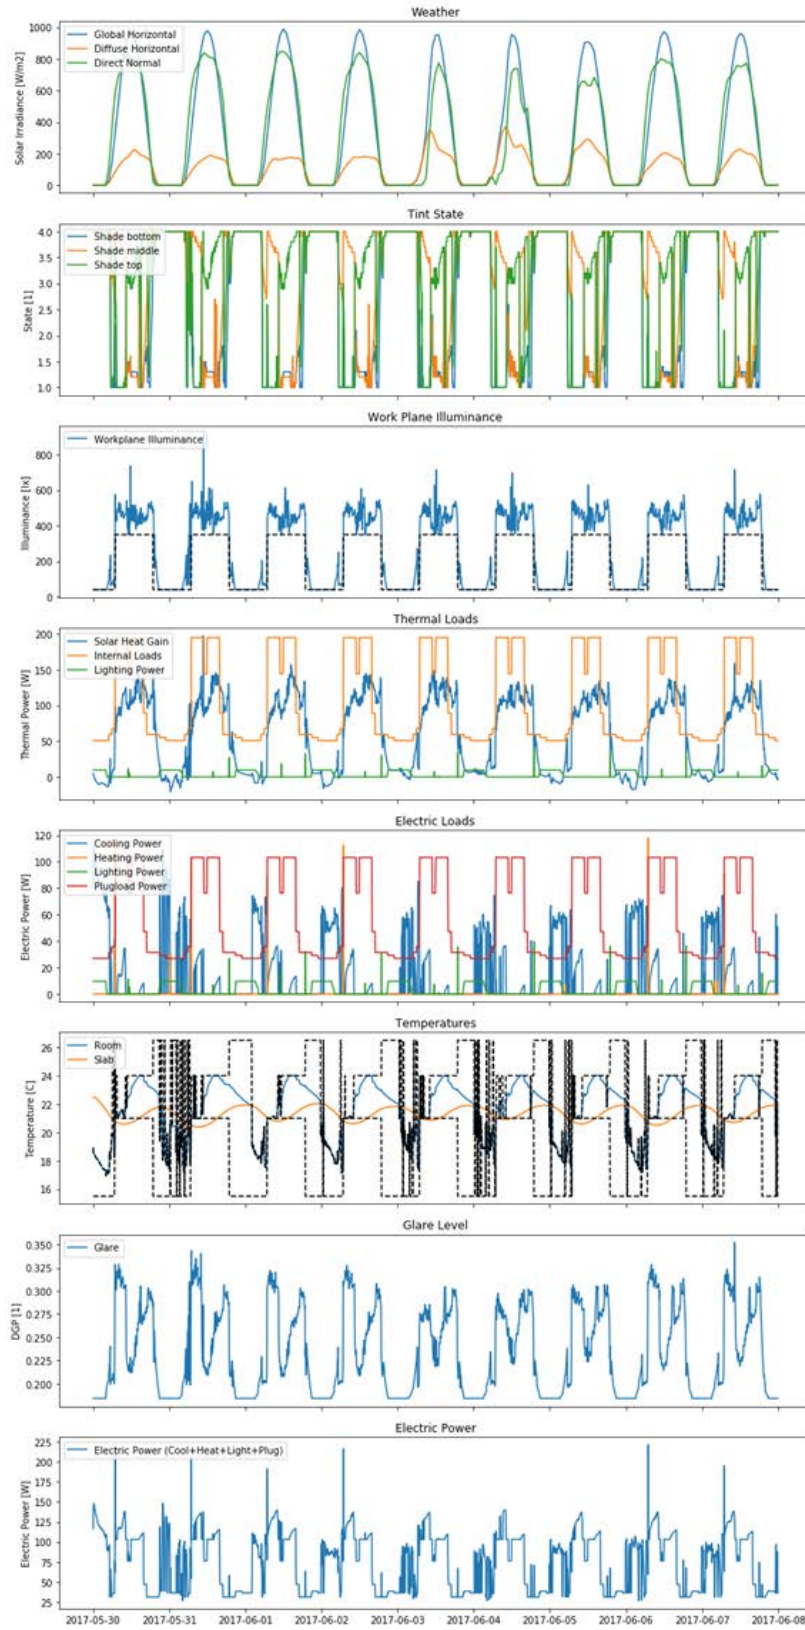 Weather
Solar Irradiance [W/m2]
1000
800
600
400
200
0
Global Horizontal
Diffuse Horizontal
Direct Normal
Tint State
State [1]
4.0
3.5
3.0
2.5
2.0
1.5
1.0
Shade bottom
Shade middle
Shade top
Work Plane Illuminance
Illuminance [lx]
800
600
400
200
0
Workplane Illuminance
Thermal Loads
Thermal Power [W]
200
150
100
50
0
Solar Heat Gain
Internal Loads
Lighting Power
Electric Loads
Electric Power [W]
120
100
80
60
40
20
0
Cooling Power
Heating Power
Lighting Power
Plugload Power
Temperatures
Temperature [C]
26
24
22
20
18
16
Room
Slab
Glare Level
DGP [1]
0.350
0.325
0.300
0.275
0.250
0.225
0.200
Glare
Electric Power
Electric Power [W]
225
200
175
150
125
100
75
50
25
Electric Power (Cool+Heat+Light+Plug)
2017-05-30 2017-05-31 2017-06-01 2017-06-02 2017-06-03 2017-06-04 2017-06-05 2017-06-06 2017-06-07 2017-06-08